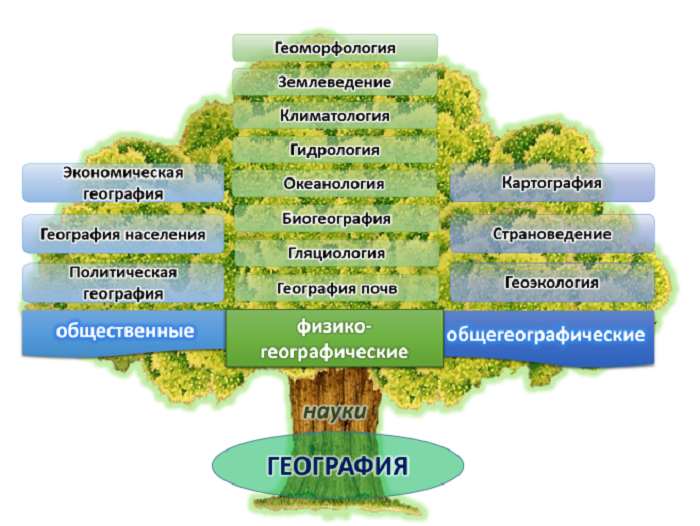 Геоморфология
Землеведение
Климатология
Гидрология
Океанология
Биогеография
Гляциология
География почв
Экономическая
география
География населения
Политическая
география
Картография
Страноведение
Геоэкология
общественные
физико-
географические
общегеографические
науки
ГЕОГРАФИЯ